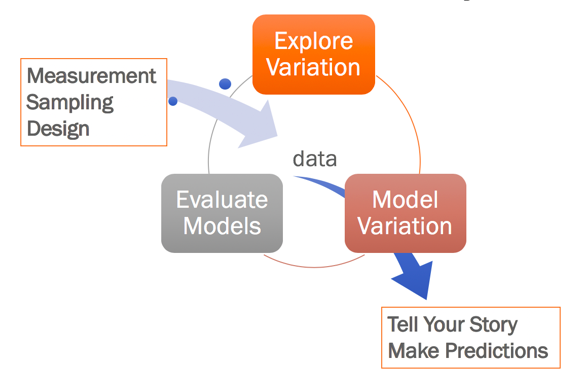 Explore
Variation
Measurement
Sampling
Design
data
Evaluate
Models
Model
Variation
Tell Your Story
Make Predictions